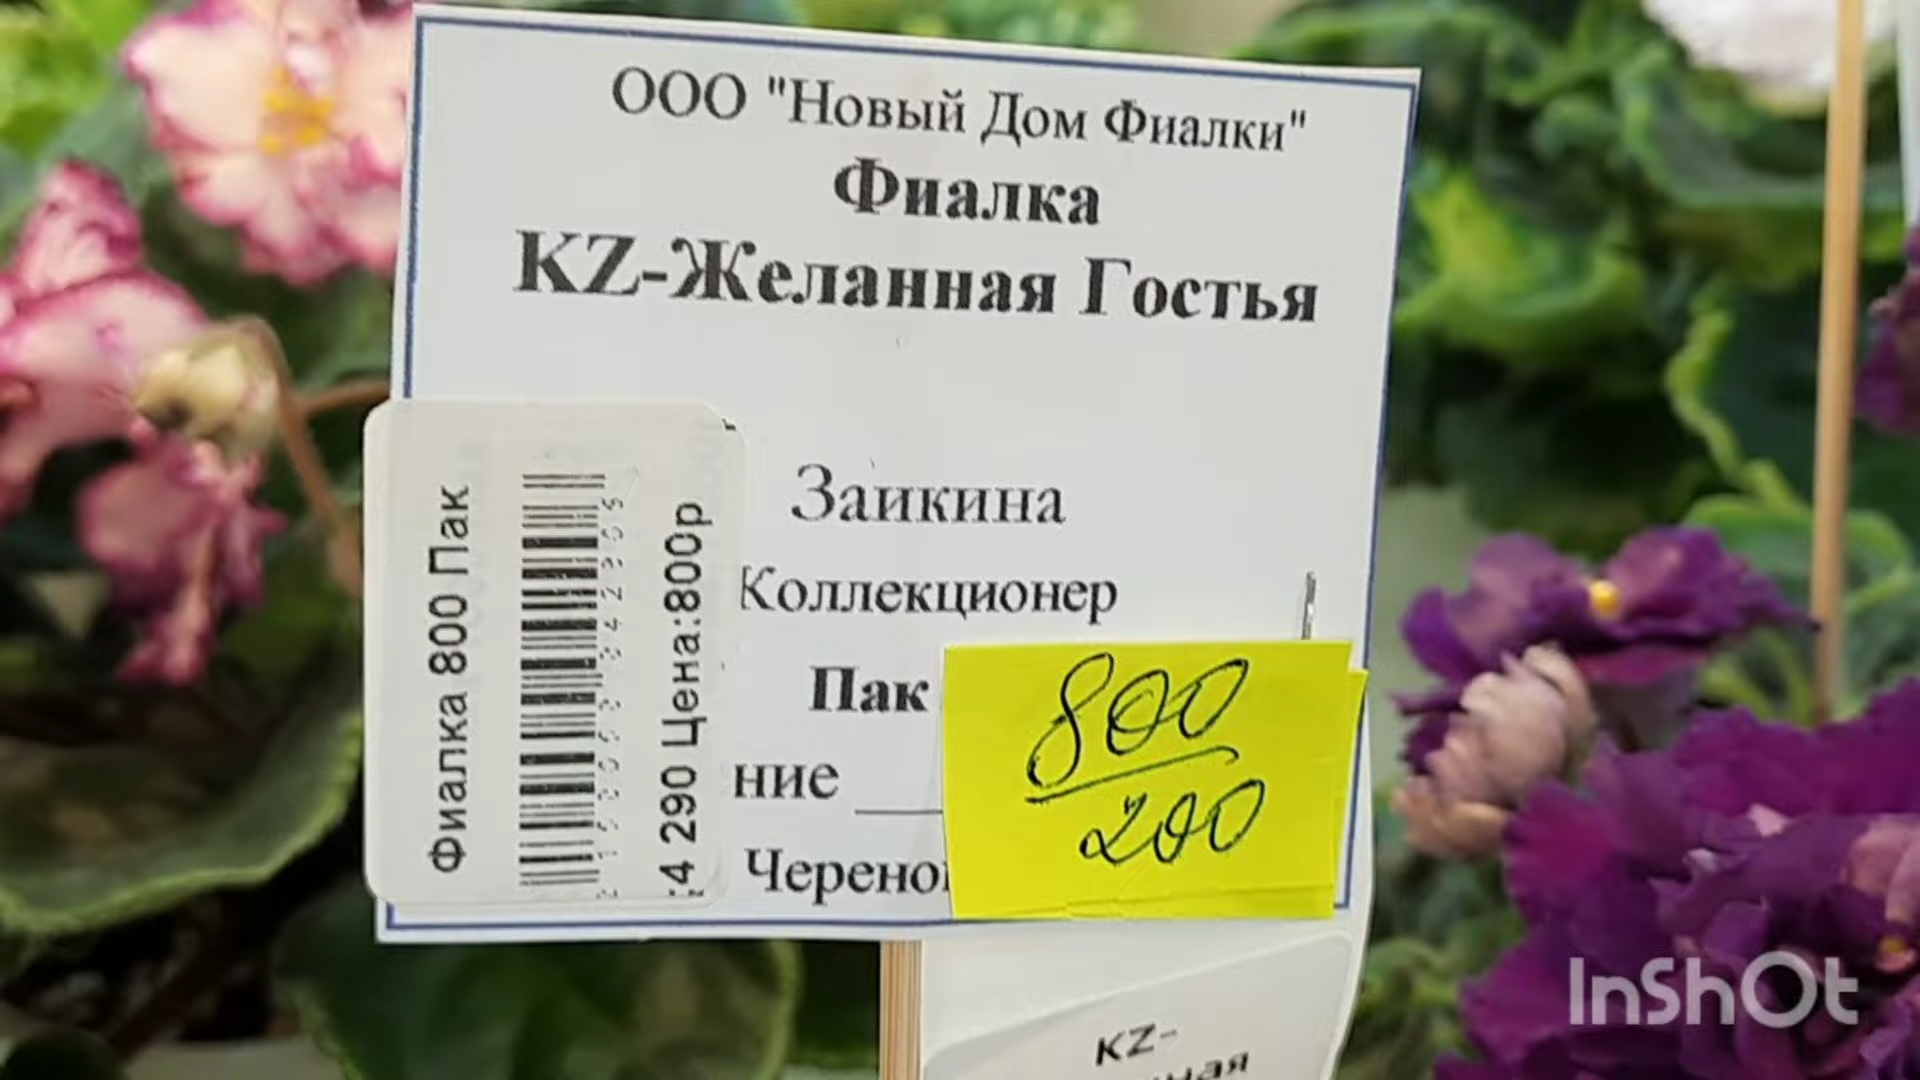 ООО "Новый Дом Фиалки"
Фиалка
KZ-Желанная Гостья
Заикина
Коллекционер
Пак
ние
Черено
Фиалка 800 Пак
:4 290 Цена:800р
800
200
KZ-
InShOt